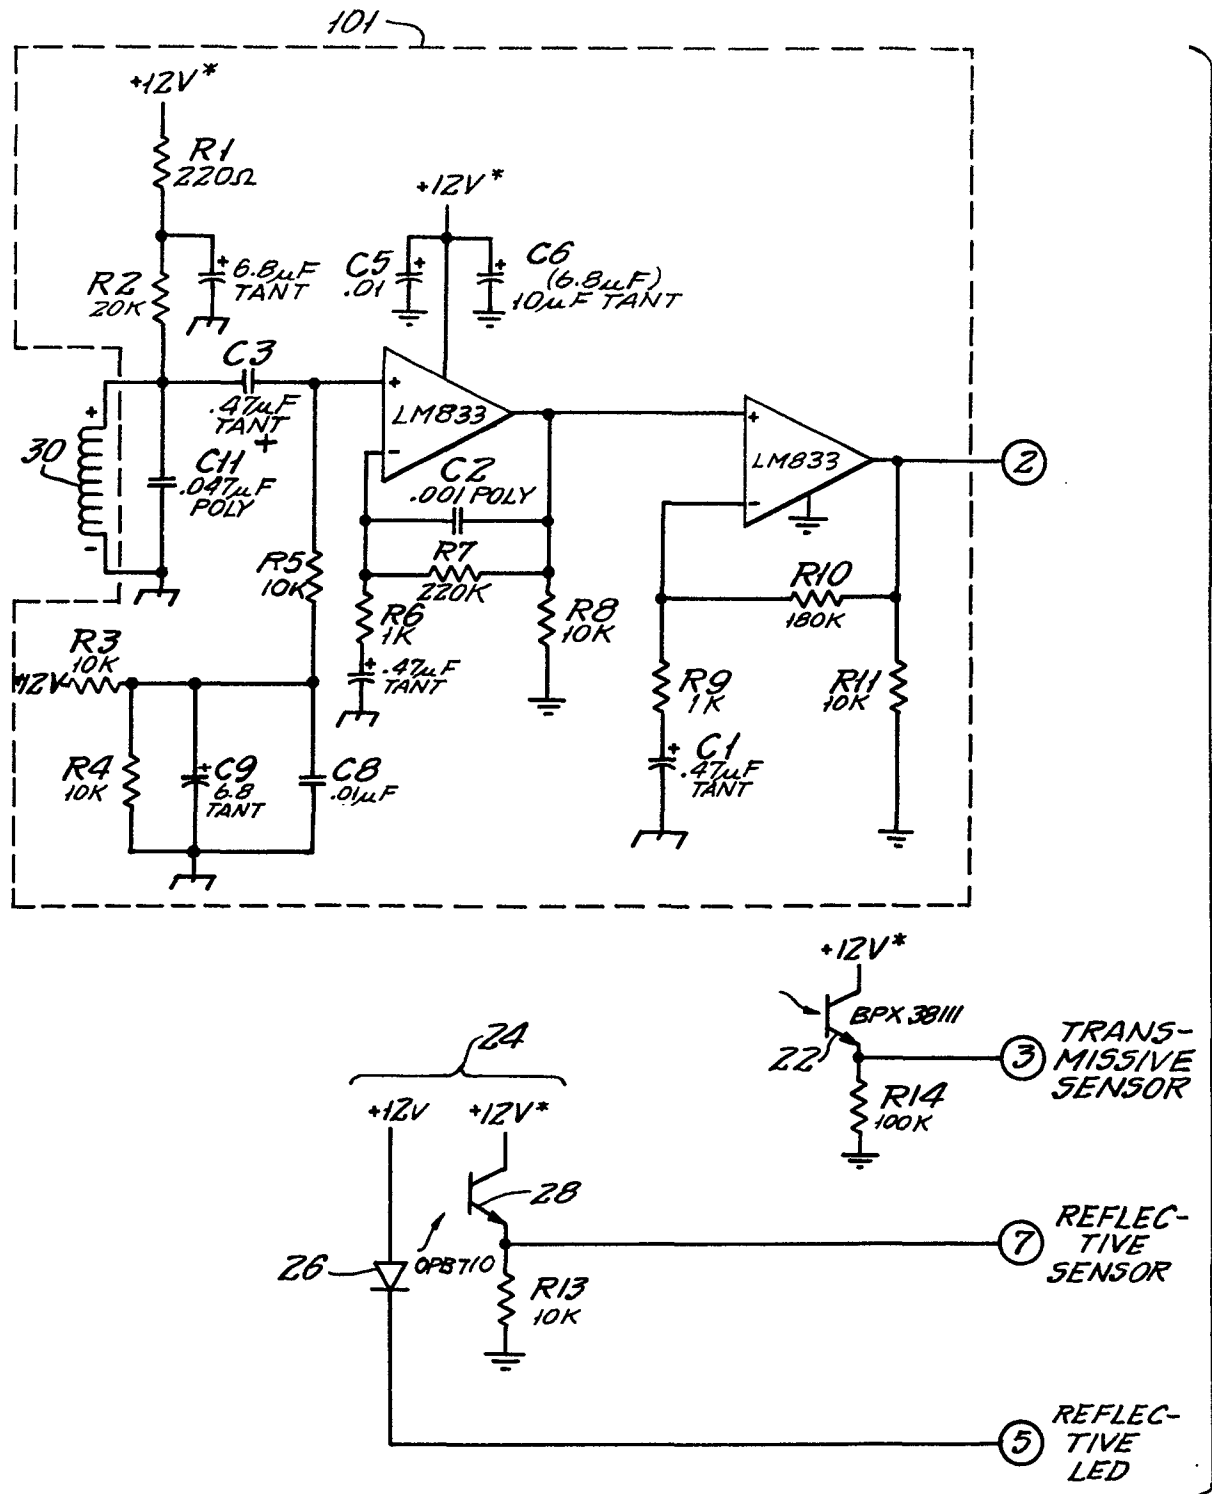 101
+12V*
R1
220Ω
+12V*
+ 6.8µF
TANT
R2
20K
C5
.01
+
+
C6
(6.8µF)
10µF TANT
C3
.47µF
TANT
+
+
LM833
-
+
LM833
-
2
+
30
-
C11
.047µF
POLY
C2
.001 POLY
R7
220K
R5
10K
R6
1K
+ .47µF
TANT
R8
10K
R10
180K
R3
10K
+12V
R9
1K
R11
10K
R4
10K
+ C9
6.8
TANT
C8
.01µF
+ C1
.47µF
TANT
+12V*
BPX 38III
22
3
TRANS-
MISSIVE
SENSOR
R14
100K
24
+12V
+12V*
28
26
OPB710
7
REFLEC-
TIVE
SENSOR
R13
10K
5
REFLEC-
TIVE
LED